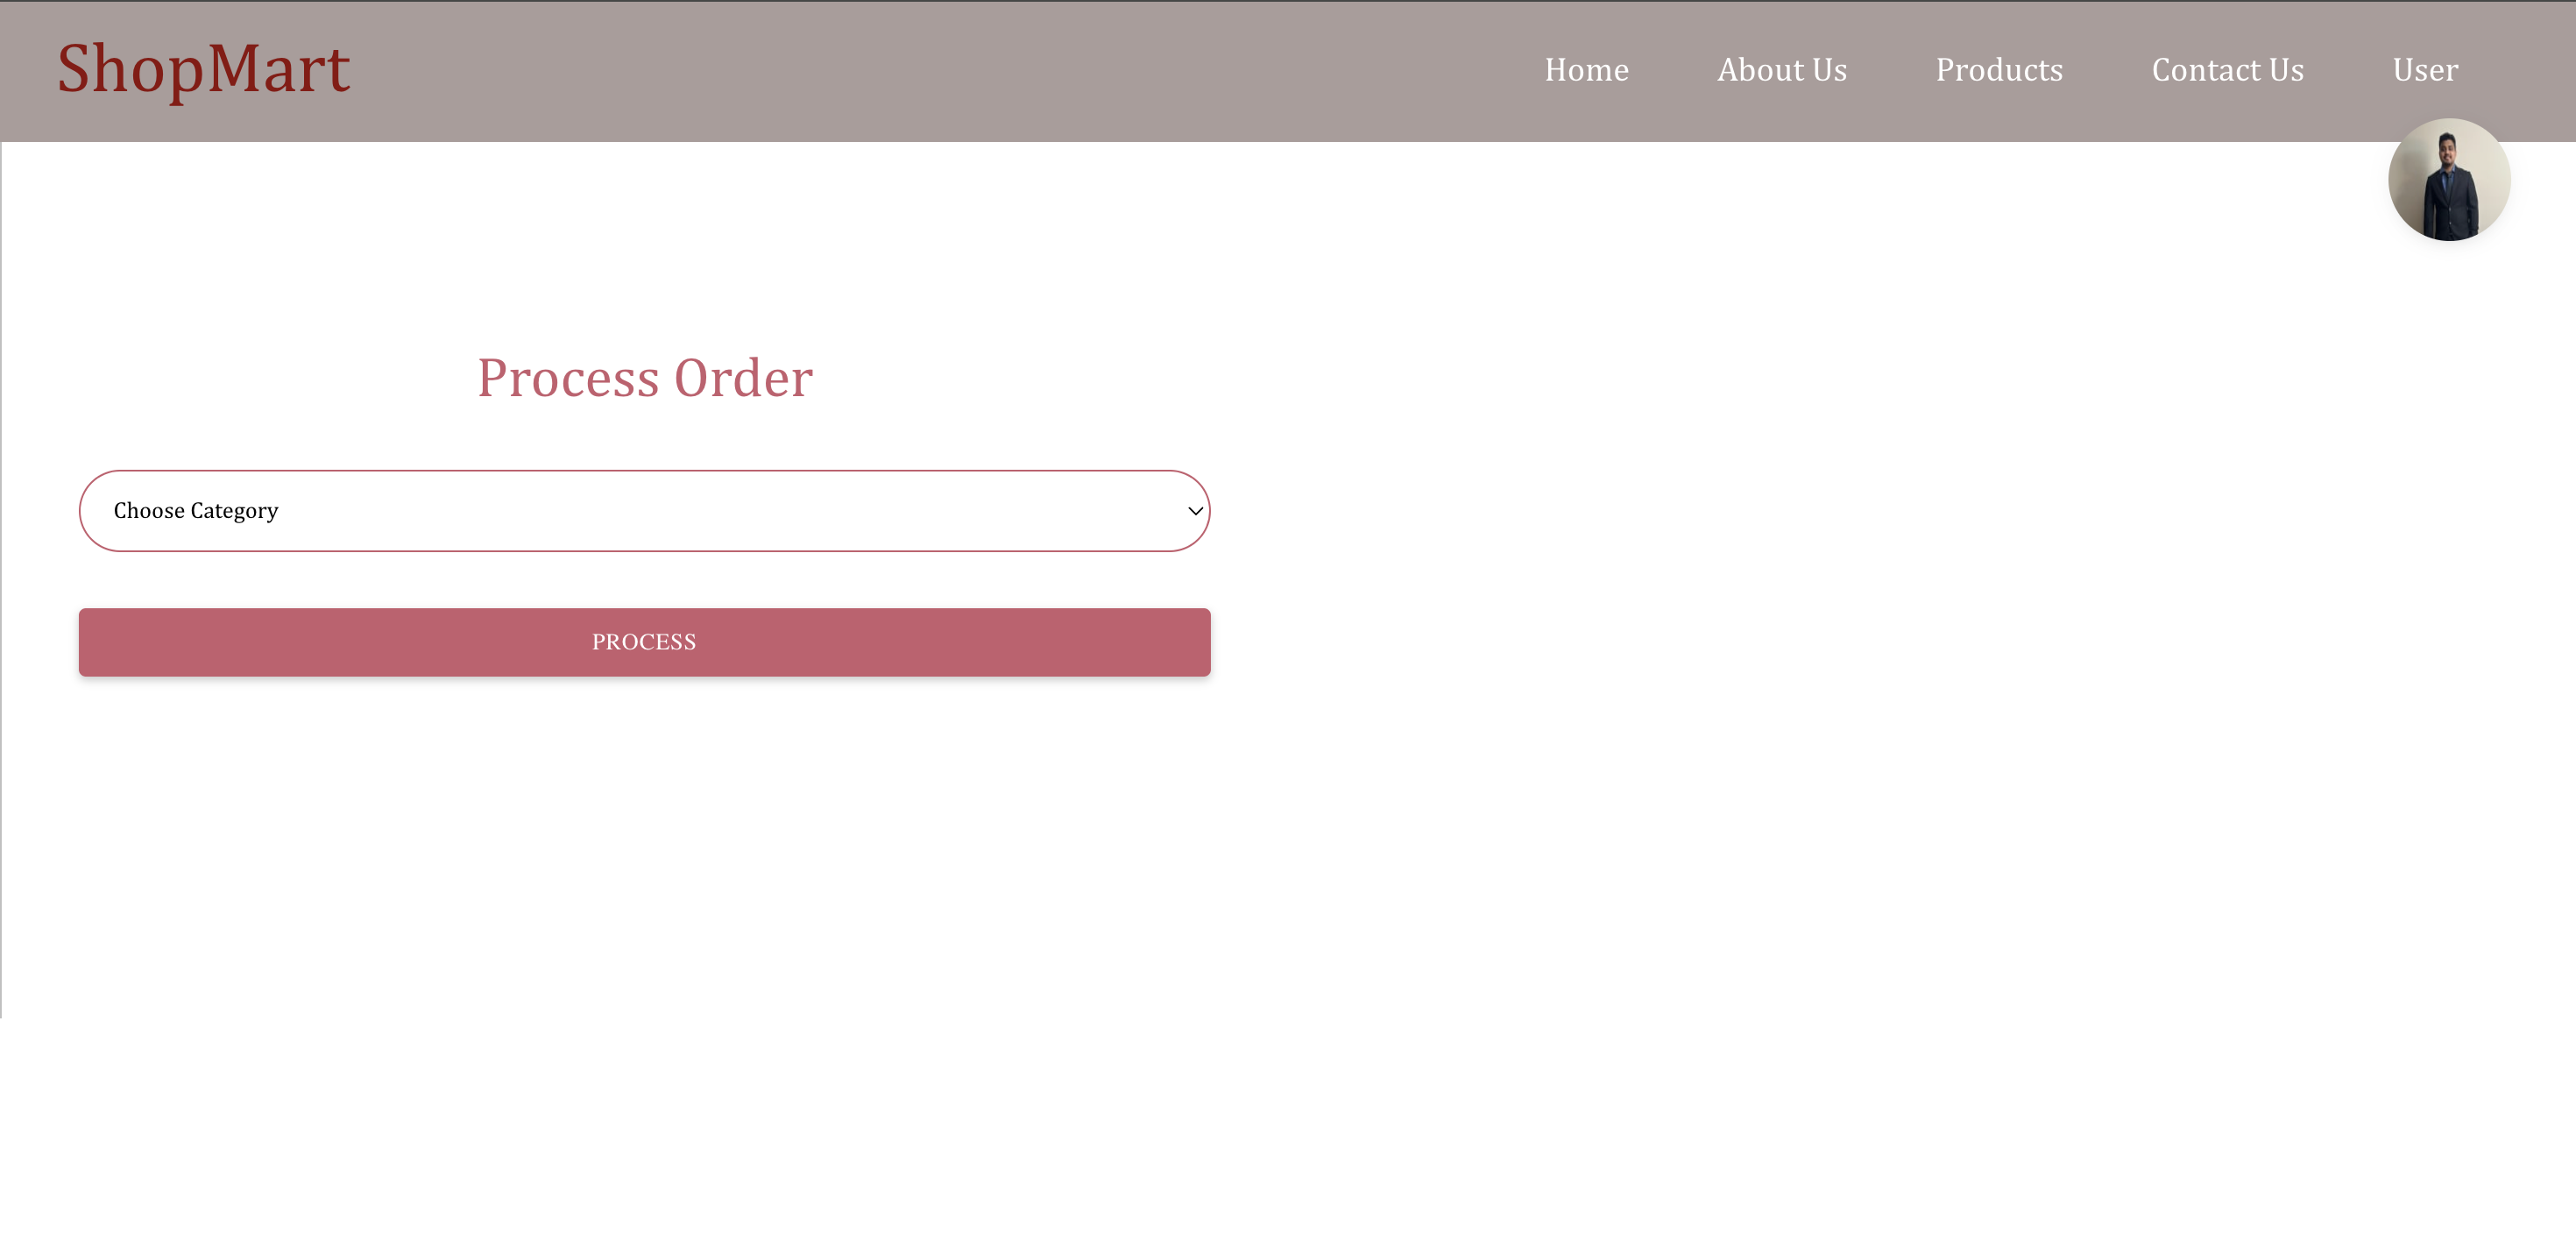 ShopMart
Home About Us Products Contact Us User
Process Order
Choose Category
PROCESS